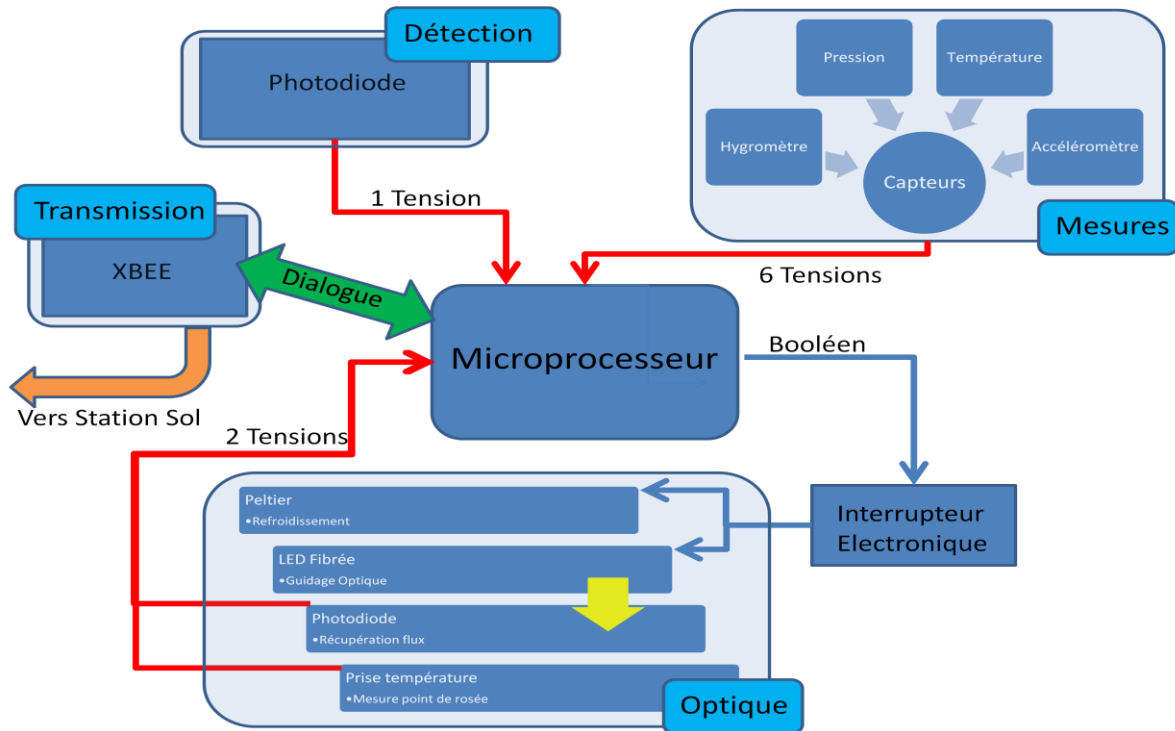 Détection
Photodiode
Pression
Température
Hygromètre
Accéléromètre
Capteurs
Mesures
1 Tension
6 Tensions
Transmission
XBEE
Dialogue
Vers Station Sol
Microprocesseur
Booléen
2 Tensions
Interrupteur
Electronique
Peltier
•Refroidissement
LED Fibrée
•Guidage Optique
Photodiode
•Récupération flux
Prise température
•Mesure point de rosée
Optique